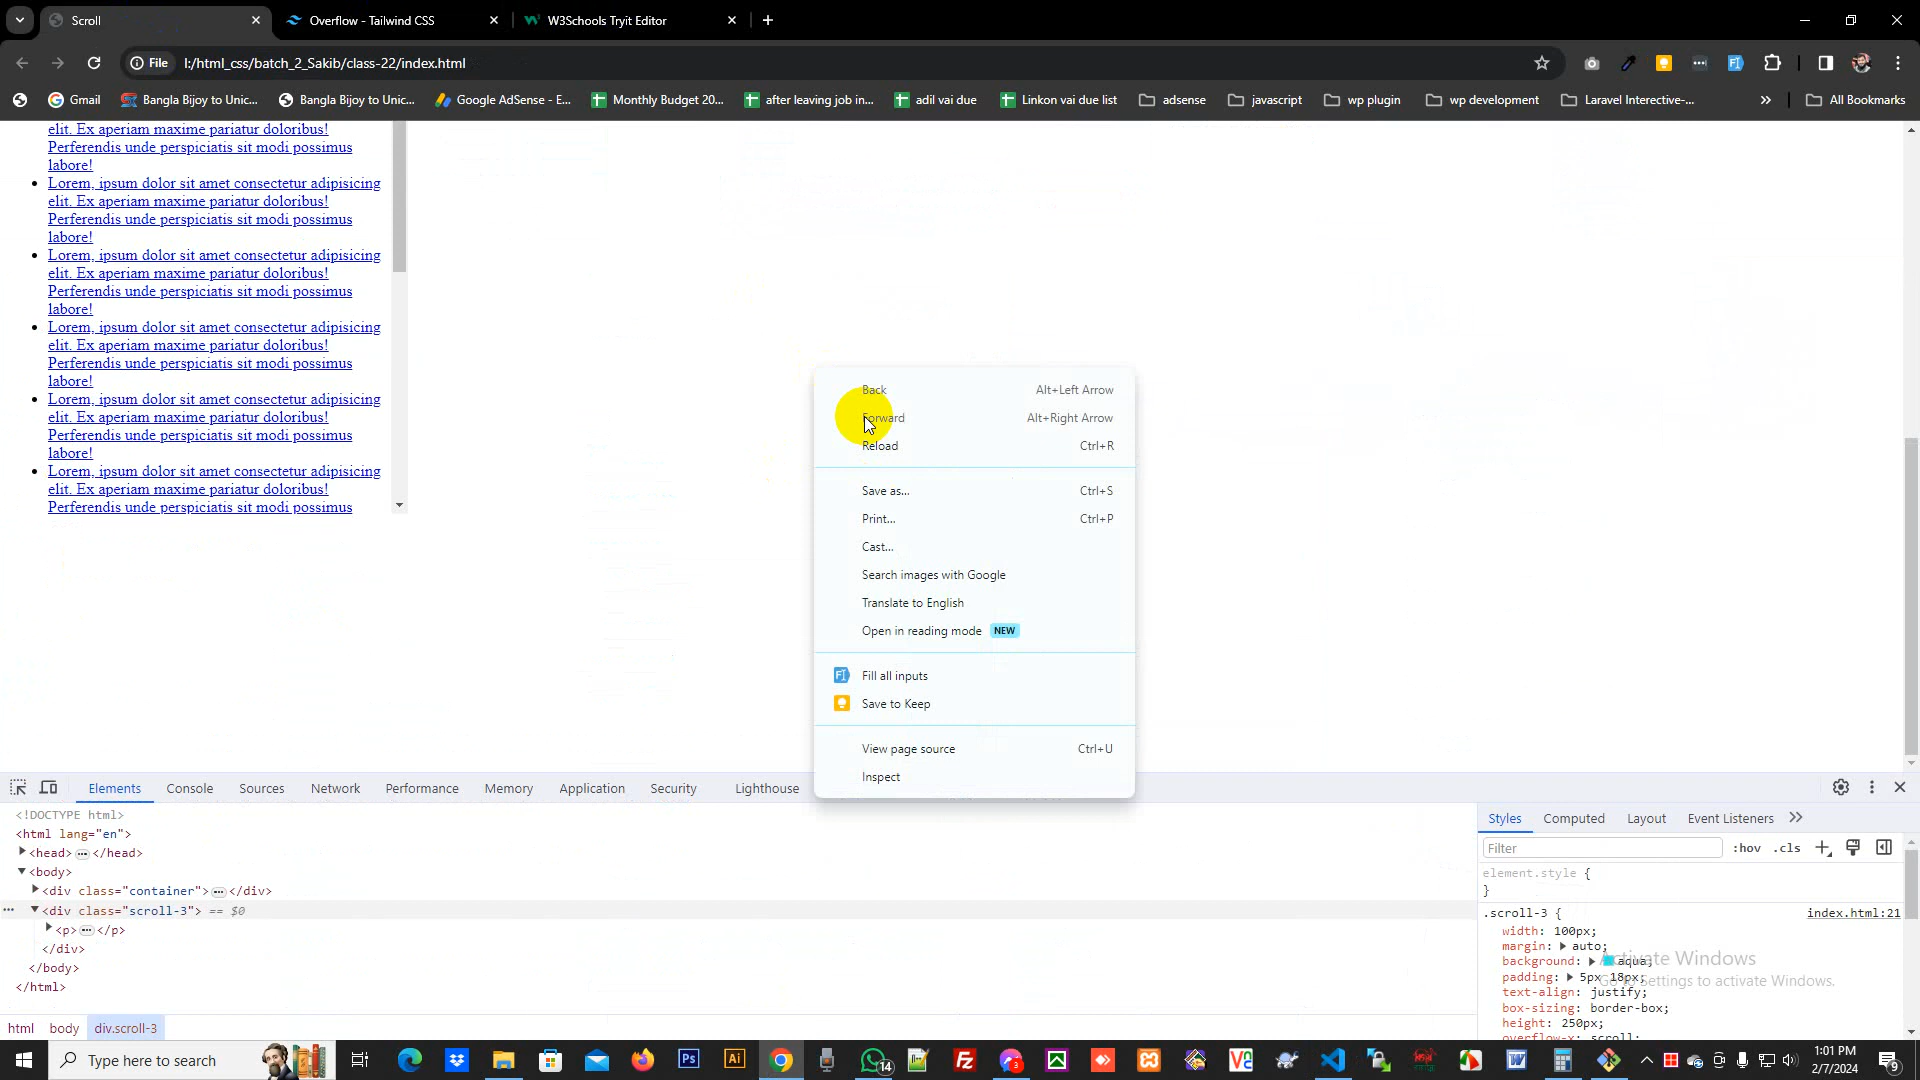 Scroll
Overflow - Tailwind CSS
W3Schools Tryit Editor
File
I:/html_css/batch_2_Sakib/class-22/index.html
Gmail
Bangla Bijoy to Unic...
Bangla Bijoy to Unic...
Google AdSense - E...
Monthly Budget 20...
after leaving job in...
adil vai due
Linkon vai due list
adsense
javascript
wp plugin
wp development
Laravel Interective-...
»
All Bookmarks
elit. Ex aperiam maxime pariatur doloribus!
Perferendis unde perspiciatis sit modi possimus
labore!
Lorem, ipsum dolor sit amet consectetur adipisicing
elit. Ex aperiam maxime pariatur doloribus!
Perferendis unde perspiciatis sit modi possimus
labore!
Lorem, ipsum dolor sit amet consectetur adipisicing
elit. Ex aperiam maxime pariatur doloribus!
Perferendis unde perspiciatis sit modi possimus
labore!
Lorem, ipsum dolor sit amet consectetur adipisicing
elit. Ex aperiam maxime pariatur doloribus!
Perferendis unde perspiciatis sit modi possimus
labore!
Lorem, ipsum dolor sit amet consectetur adipisicing
elit. Ex aperiam maxime pariatur doloribus!
Perferendis unde perspiciatis sit modi possimus
labore!
Lorem, ipsum dolor sit amet consectetur adipisicing
elit. Ex aperiam maxime pariatur doloribus!
Perferendis unde perspiciatis sit modi possimus
Back Alt+Left Arrow
Forward Alt+Right Arrow
Reload Ctrl+R
Save as... Ctrl+S
Print... Ctrl+P
Cast...
Search images with Google
Translate to English
Open in reading mode NEW
Fill all inputs
Save to Keep
View page source Ctrl+U
Inspect
Elements Console Sources Network Performance Memory Application Security Lighthouse
<!DOCTYPE html>
<html lang="en">
<head> ... </head>
<body>
<div class="container"> ... </div>
<div class="scroll-3"> == $0
<p> ... </p>
</div>
</body>
</html>
html body div.scroll-3
Styles Computed Layout Event Listeners »
Filter :hov .cls
element.style {
}
.scroll-3 { index.html:21
width: 100px;
margin: auto;
background: aqua;
padding: 5px 18px;
text-align: justify;
box-sizing: border-box;
height: 250px;
overflow-x: scroll;
Activate Windows
Go to Settings to activate Windows.
Type here to search
Ps
Ai
14
3
1:01 PM
2/7/2024
9